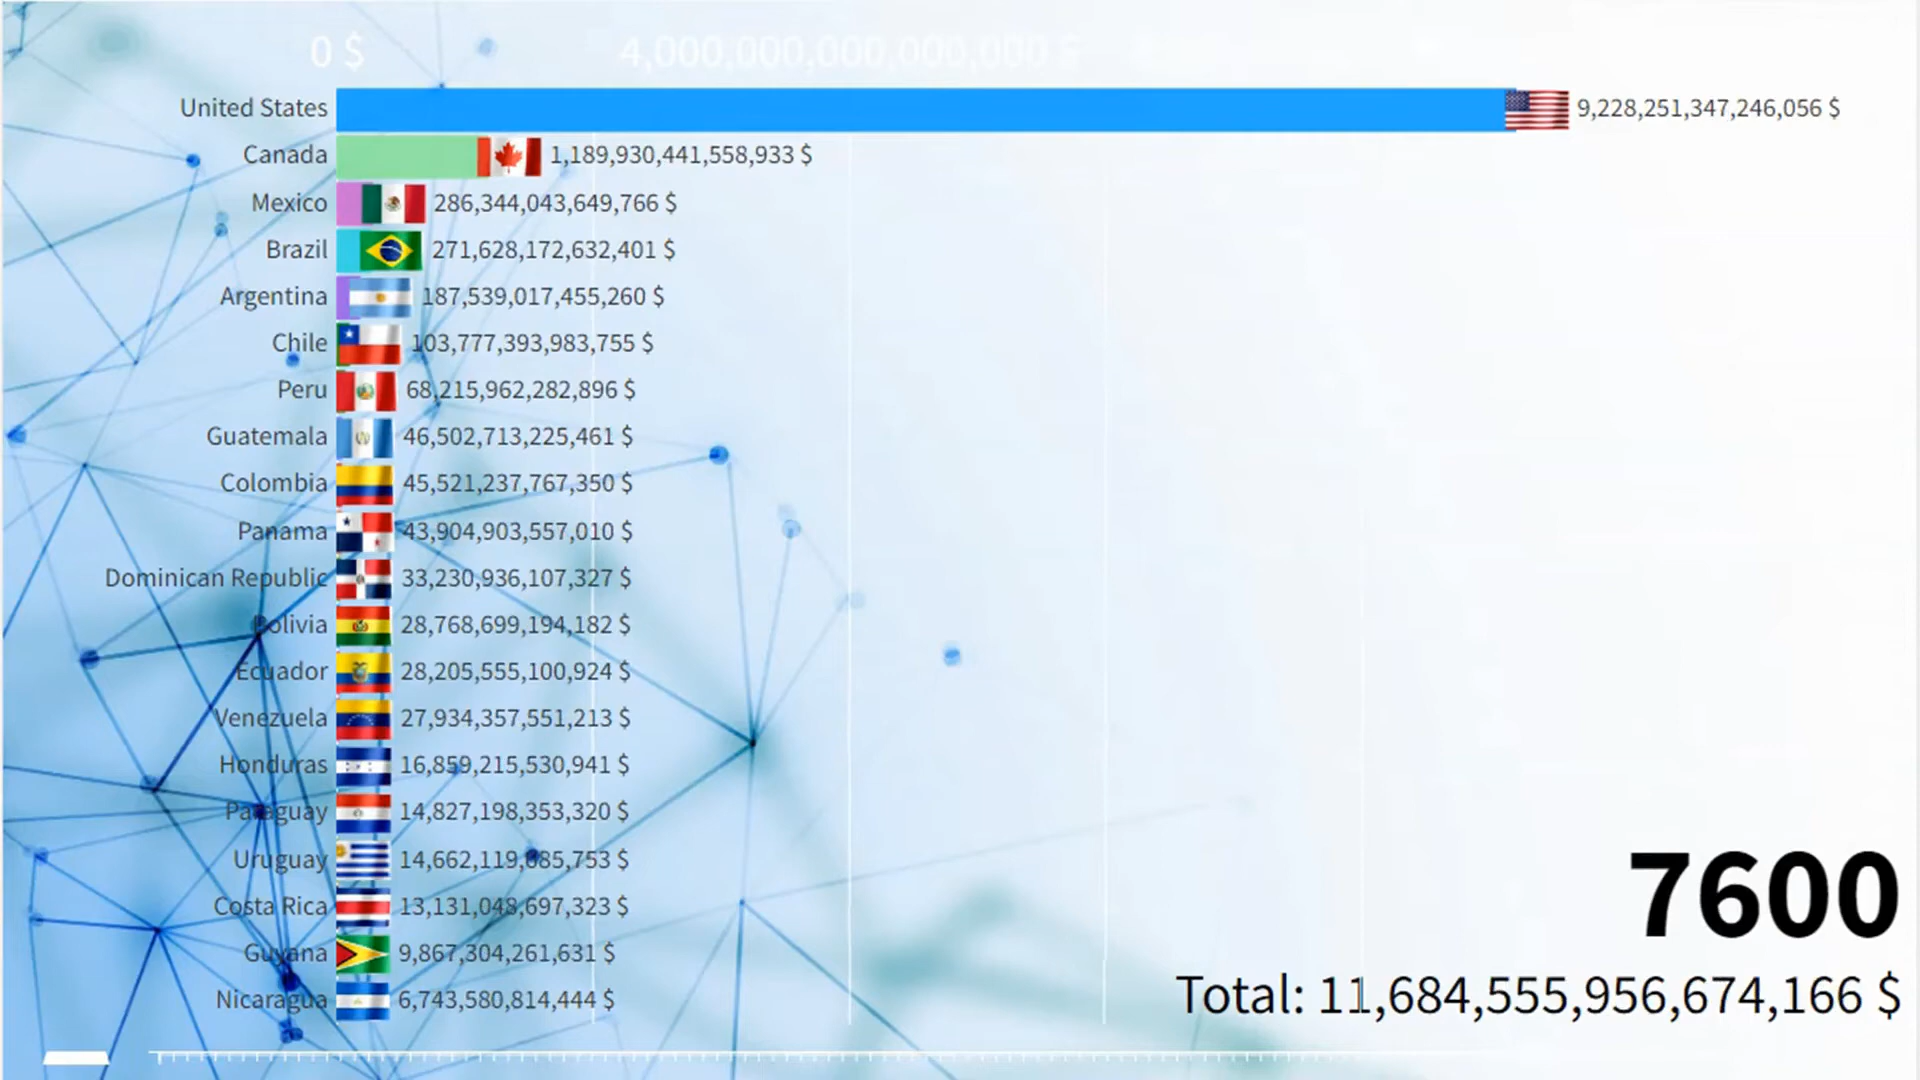 0 $ 4,000,000,000,000,000 $
United States 9,228,251,347,246,056 $
Canada 1,189,930,441,558,933 $
Mexico 286,344,043,649,766 $
Brazil 271,628,172,632,401 $
Argentina 187,539,017,455,260 $
Chile 103,777,393,983,755 $
Peru 68,215,962,282,896 $
Guatemala 46,502,713,225,461 $
Colombia 45,521,237,767,350 $
Panama 43,904,903,557,010 $
Dominican Republic 33,230,936,107,327 $
Bolivia 28,768,699,194,182 $
Ecuador 28,205,555,100,924 $
Venezuela 27,934,357,551,213 $
Honduras 16,859,215,530,941 $
Paraguay 14,827,198,353,320 $
Uruguay 14,662,119,685,753 $
Costa Rica 13,131,048,697,323 $
Guyana 9,867,304,261,631 $
Nicaragua 6,743,580,814,444 $
7600
Total: 11,684,555,956,674,166 $